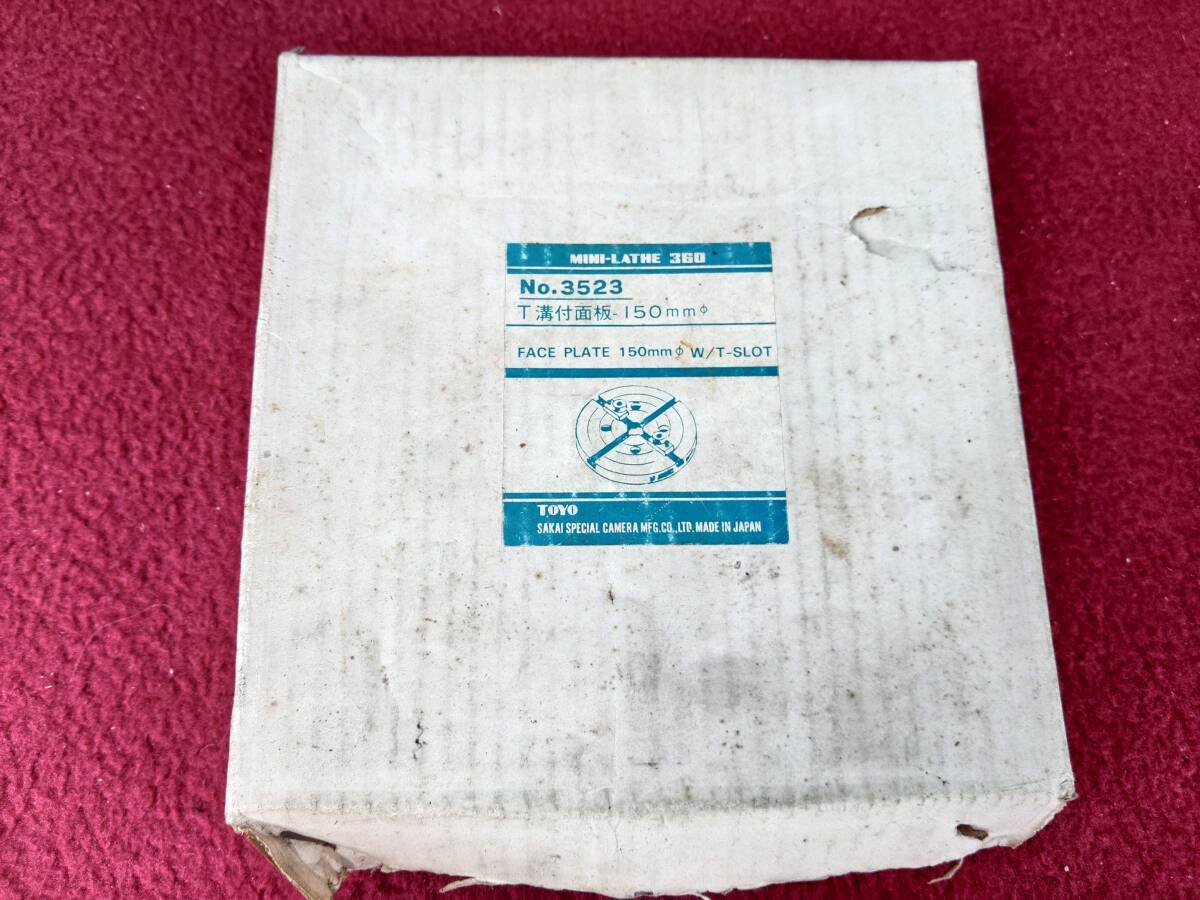 MINI-LATHE 360
No.3523
T溝付面板-150mmφ
FACE PLATE 150mmφ W/T-SLOT
TOYO
SAKAI SPECIAL CAMERA MFG.CO.,LTD. MADE IN JAPAN